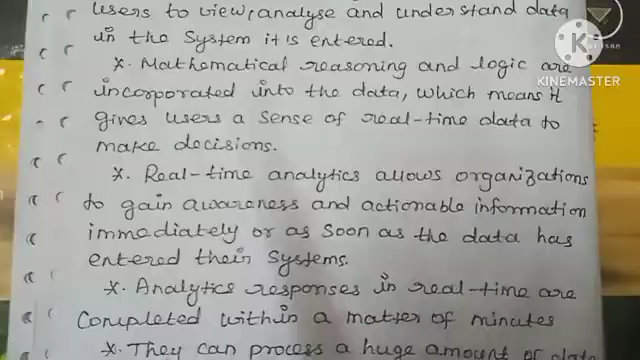 users to view, analyse and understand data
in the System it is entered.
* Mathematical reasoning and logic are
incorporated into the data, which means it
gives users a sense of real-time data to
make decisions.
* Real-time analytics allows organizations
to gain awareness and actionable information
immediately or as soon as the data has
entered their systems.
* Analytics responses in real-time are
completed within a matter of minutes
* They can process a huge amount of data
KINEMASTER